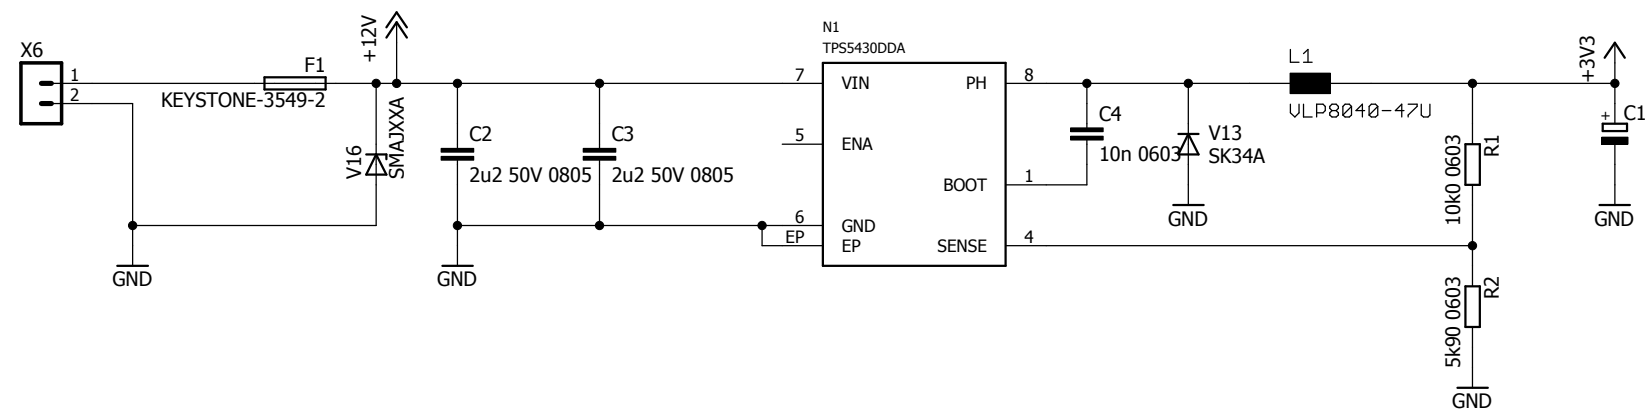 X6
1
2
F1
KEYSTONE-3549-2
+12V
V16
SMAJXXA
GND
C2
2u2 50V 0805
C3
2u2 50V 0805
GND
N1
TPS5430DDA
7
VIN
PH
8
5
ENA
BOOT
1
6
GND
EP
EP
SENSE
4
C4
10n 0603
V13
SK34A
GND
L1
VLP8040-47U
+3V3
C1
+
GND
10k0 0603
R1
5k90 0603
R2
GND